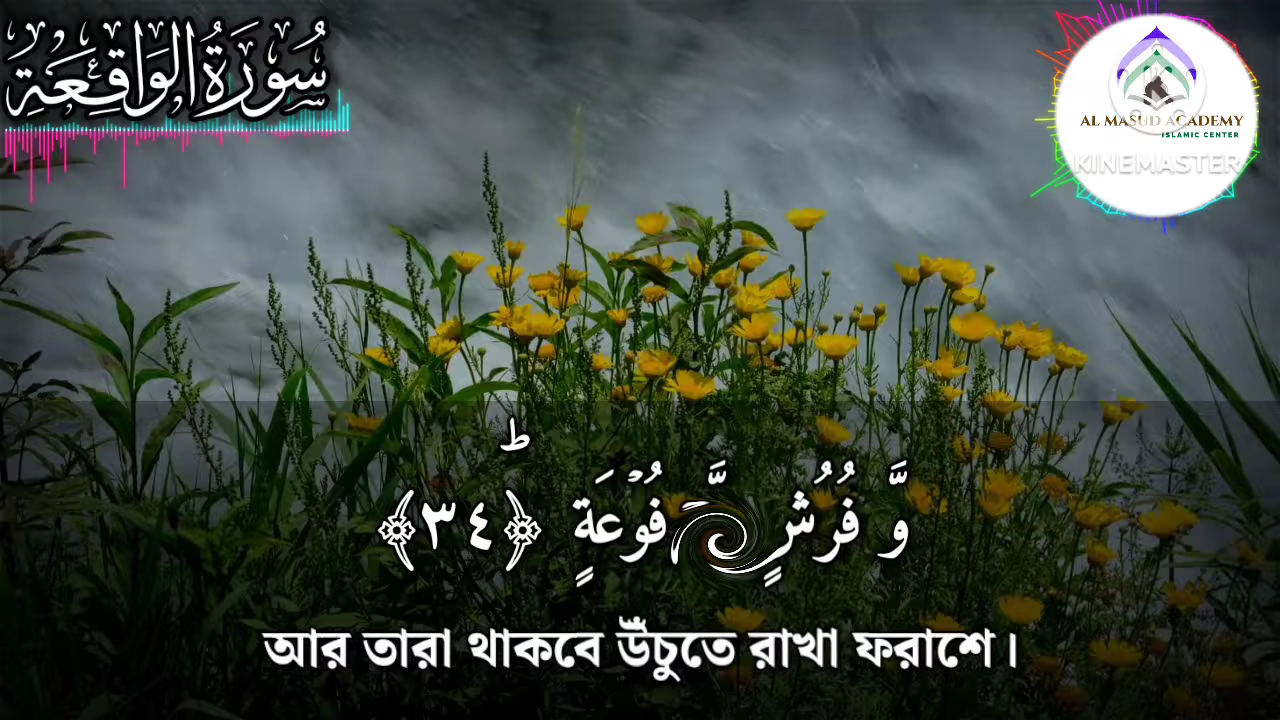 سُورَةُ الوَاقِعَةِ
AL MASUD ACADEMY
ISLAMIC CENTER
KINEMASTER
ط
وَّ فُرُشٍ فُوۡعَةٍ ﴿٣٤﴾
আর তারা থাকবে উঁচুতে রাখা ফরাশে।